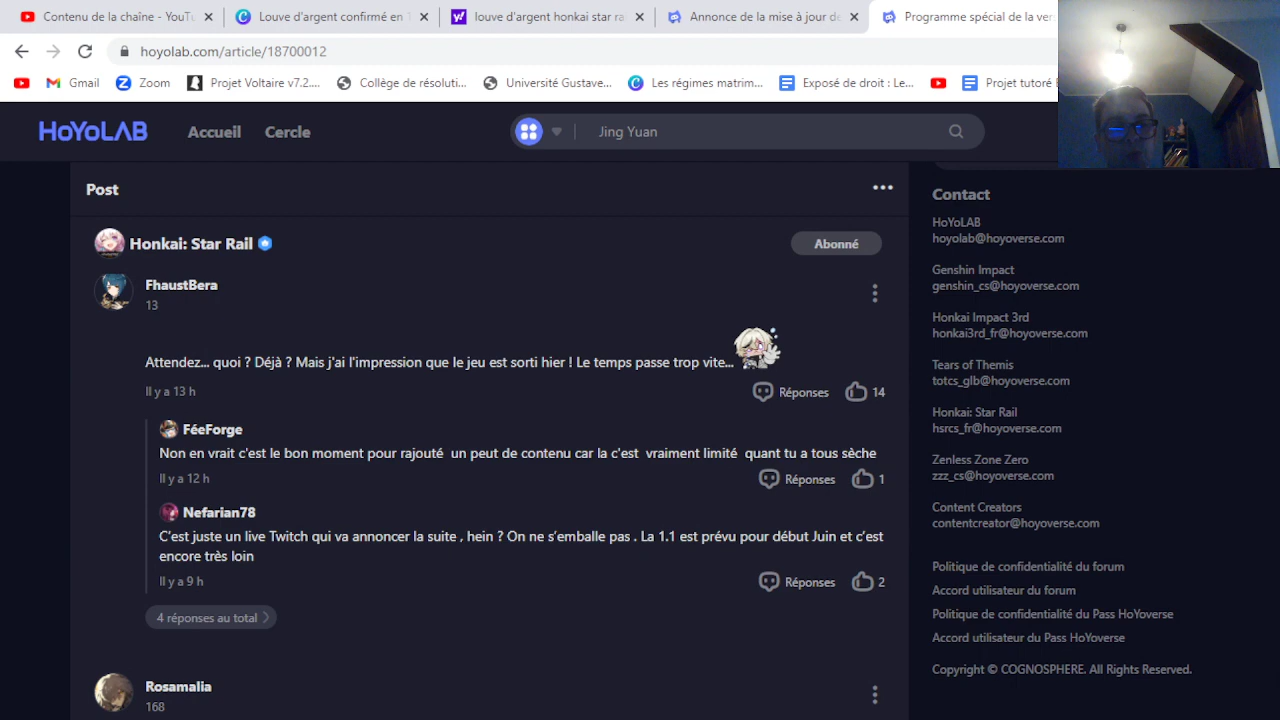 Contenu de la chaîne - YouTu
Louve d'argent confirmé en 1
louve d'argent honkai star ra
Annonce de la mise à jour de
Programme spécial de la ver
hoyolab.com/article/18700012
Gmail
Zoom
Projet Voltaire v7.2....
Collège de résoluti...
Université Gustave...
Les régimes matrim...
Exposé de droit : Le...
Projet tutoré E
HoYoLAB
Accueil
Cercle
Jing Yuan
Post
Honkai: Star Rail
Abonné
FhaustBera
13
Attendez... quoi ? Déjà ? Mais j'ai l'impression que le jeu est sorti hier ! Le temps passe trop vite...
Il y a 13 h
Réponses
14
FéeForge
Non en vrait c'est le bon moment pour rajouté un peut de contenu car la c'est vraiment limité quant tu a tous sèche
Il y a 12 h
Réponses
1
Nefarian78
C'est juste un live Twitch qui va annoncer la suite , hein ? On ne s’emballe pas . La 1.1 est prévu pour début Juin et c’est
encore très loin
Il y a 9 h
Réponses
2
4 réponses au total
Rosamalia
168
Contact
HoYoLAB
hoyolab@hoyoverse.com
Genshin Impact
genshin_cs@hoyoverse.com
Honkai Impact 3rd
honkai3rd_fr@hoyoverse.com
Tears of Themis
totcs_glb@hoyoverse.com
Honkai: Star Rail
hsrcs_fr@hoyoverse.com
Zenless Zone Zero
zzz_cs@hoyoverse.com
Content Creators
contentcreator@hoyoverse.com
Politique de confidentialité du forum
Accord utilisateur du forum
Politique de confidentialité du Pass HoYoverse
Accord utilisateur du Pass HoYoverse
Copyright © COGNOSPHERE. All Rights Reserved.